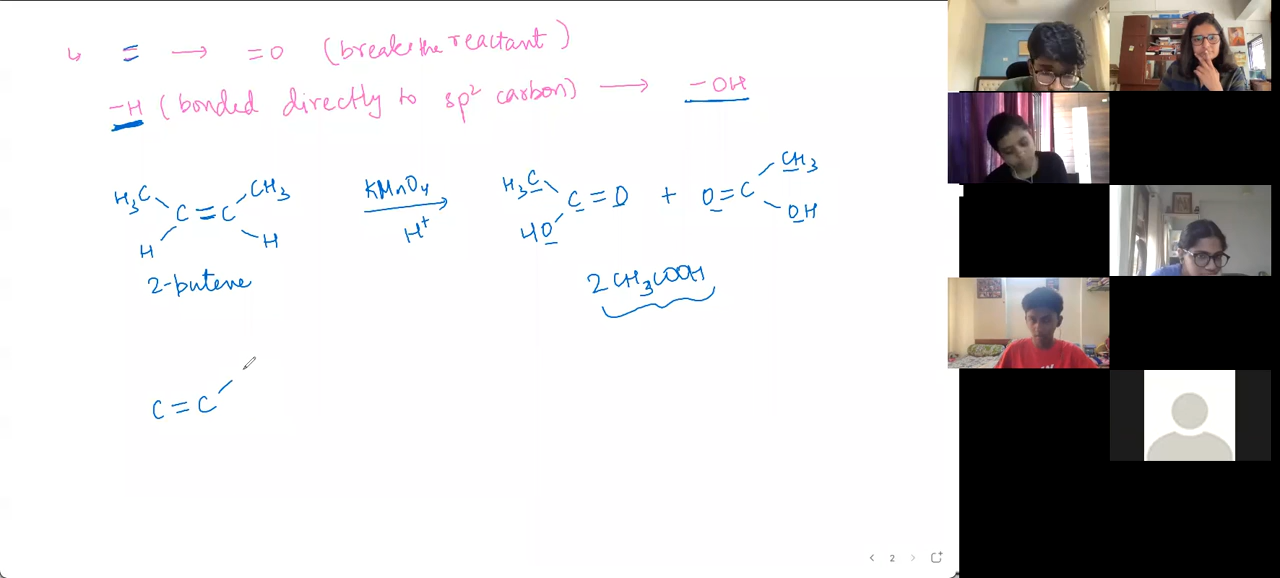 ↳ = → =O (breaks the reactant)
-H (bonded directly to sp² carbon) → -OH
H₃C CH₃ KMnO₄ H₃C CH₃
C=C → C=O + O=C
H H H⁺ HO OH
2-butene 2CH₃COOH
C=C
< 2 >